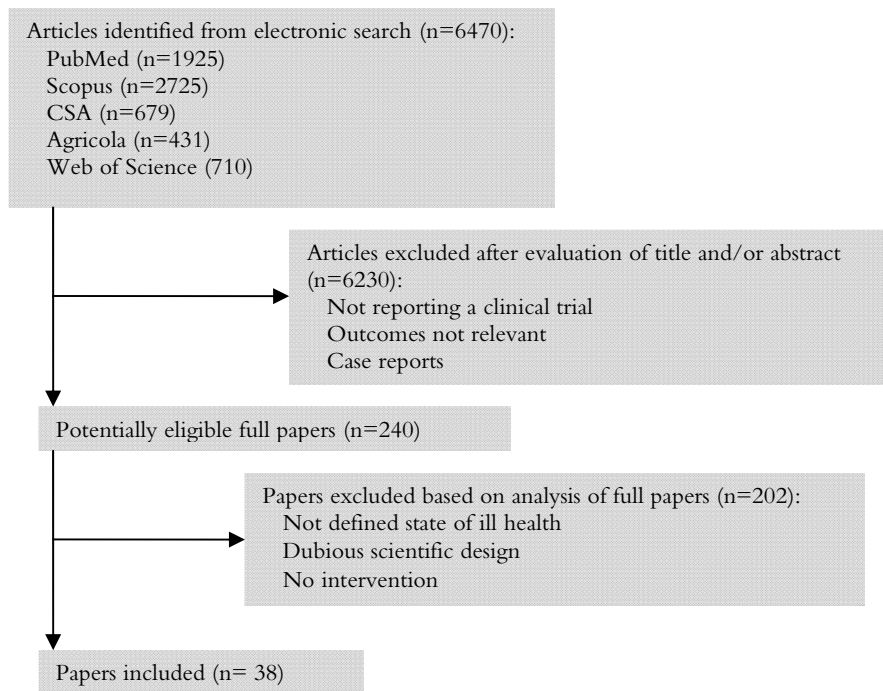 Articles identified from electronic search (n=6470):
PubMed (n=1925)
Scopus (n=2725)
CSA (n=679)
Agricola (n=431)
Web of Science (710)
Articles excluded after evaluation of title and/or abstract
(n=6230):
Not reporting a clinical trial
Outcomes not relevant
Case reports
Potentially eligible full papers (n=240)
Papers excluded based on analysis of full papers (n=202):
Not defined state of ill health
Dubious scientific design
No intervention
Papers included (n= 38)